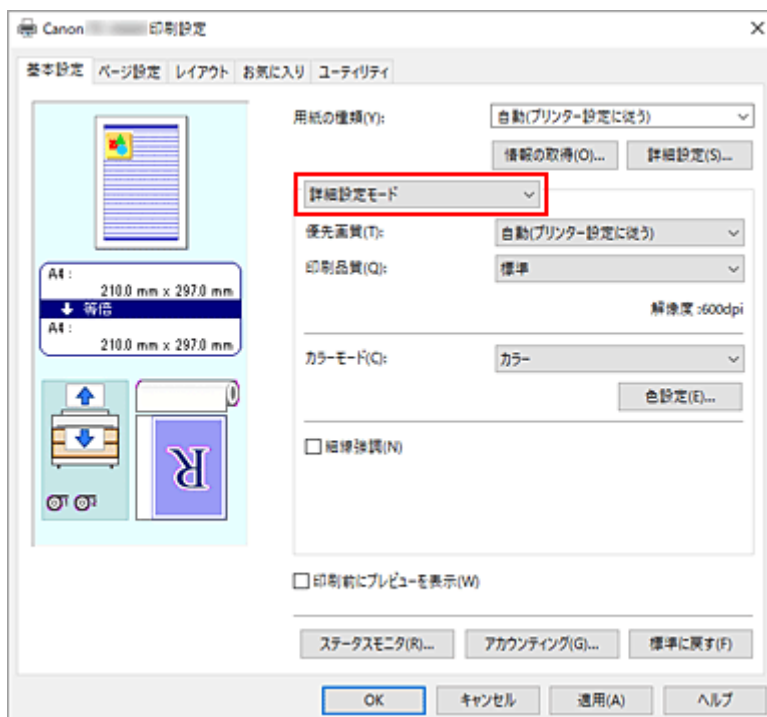 Canon 印刷設定
基本設定 ページ設定 レイアウト お気に入り ユーティリティ
用紙の種類(Y): 自動(プリンター設定に従う)
情報の取得(O)... 詳細設定(S)...
詳細設定モード
優先画質(T): 自動(プリンター設定に従う)
印刷品質(Q): 標準
解像度 :600dpi
カラーモード(C): カラー
色設定(E)...
細線強調(N)
A4 :
210.0 mm x 297.0 mm
等倍
A4 :
210.0 mm x 297.0 mm
R
印刷前にプレビューを表示(W)
ステータスモニタ(R)... アカウンティング(G)... 標準に戻す(F)
OK キャンセル 適用(A) ヘルプ